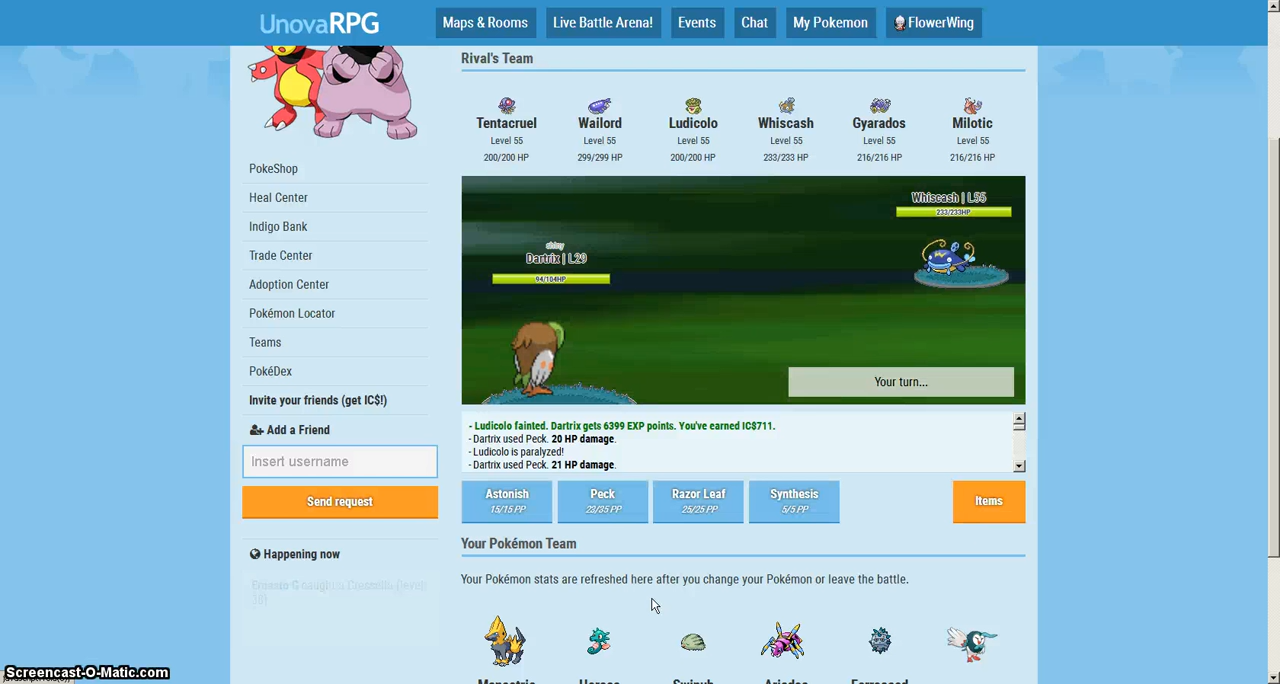 UnovaRPG
Maps & Rooms
Live Battle Arena!
Events
Chat
My Pokemon
FlowerWing
Rival's Team
Tentacruel
Level 55
200/200 HP
Wailord
Level 55
299/299 HP
Ludicolo
Level 55
200/200 HP
Whiscash
Level 55
233/233 HP
Gyarados
Level 55
216/216 HP
Milotic
Level 55
216/216 HP
PokeShop
Heal Center
Indigo Bank
Trade Center
Adoption Center
Pokémon Locator
Teams
PokéDex
Invite your friends (get IC$!)
Add a Friend
Insert username
Send request
Happening now
Whiscash | L55
233/233HP
shiny
Dartrix | L29
94/104HP
Your turn...
- Ludicolo fainted. Dartrix gets 6399 EXP points. You've earned IC$711.
- Dartrix used Peck. 20 HP damage.
- Ludicolo is paralyzed!
- Dartrix used Peck. 21 HP damage.
Astonish
15/15 PP
Peck
Razor Leaf
25/25 PP
Synthesis
5/5 PP
Items
Your Pokémon Team
Your Pokémon stats are refreshed here after you change your Pokémon or leave the battle.
Screencast-O-Matic.com